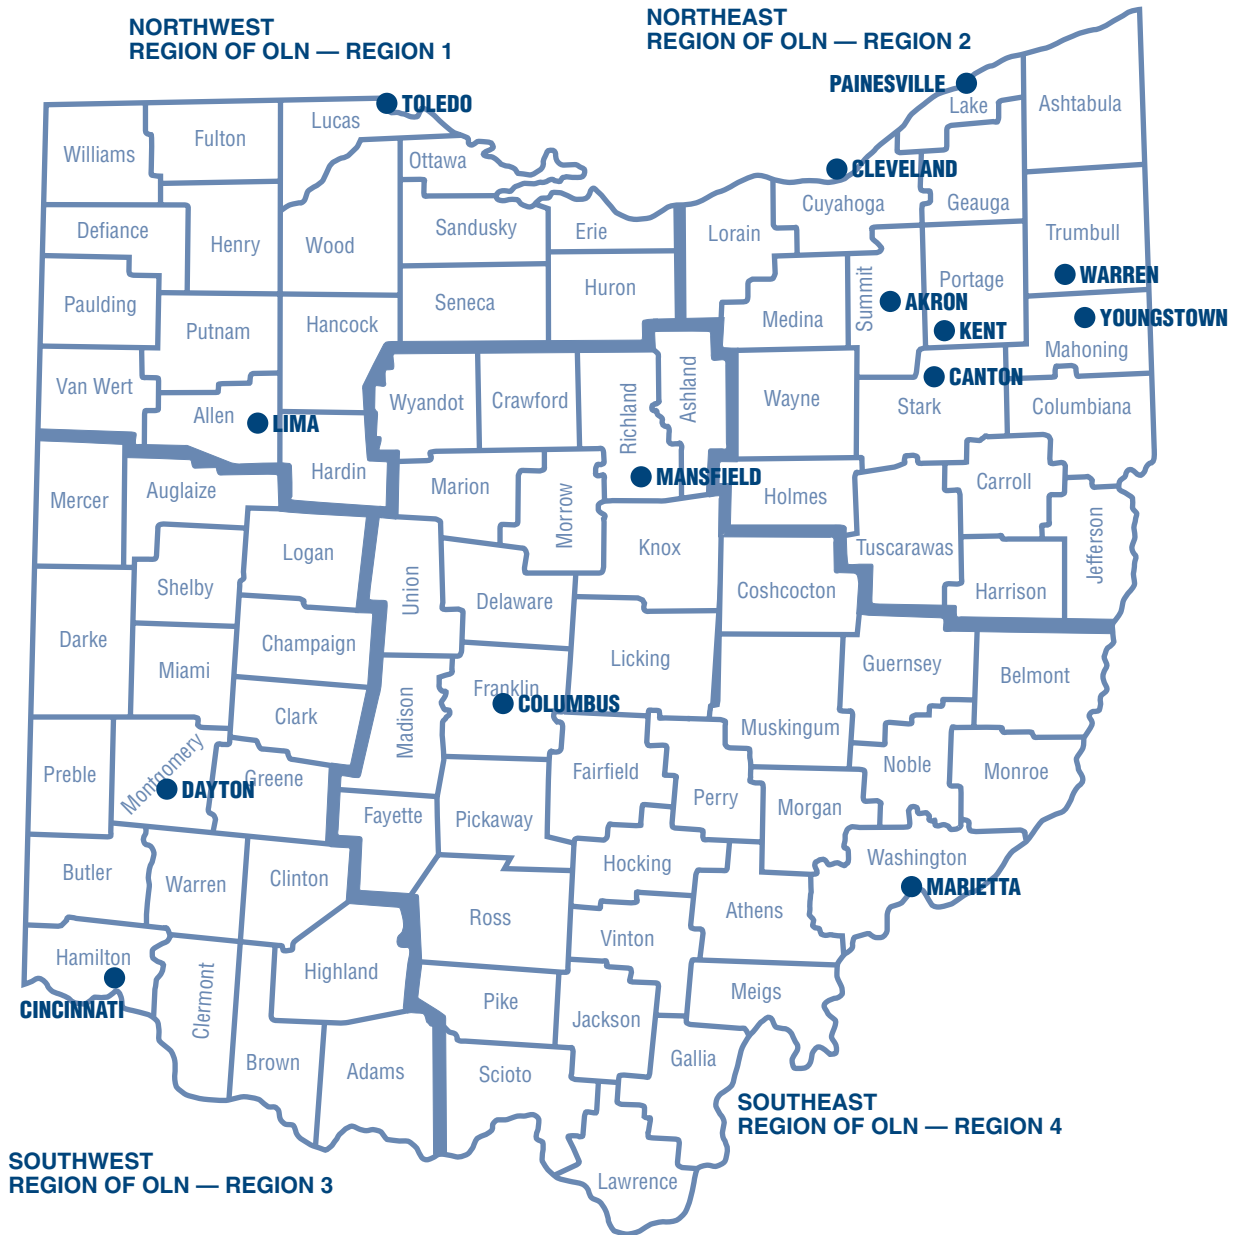 NORTHWEST
REGION OF OLN — REGION 1
NORTHEAST
REGION OF OLN — REGION 2
PAINESVILLE
Lake
Ashtabula
TOLEDO
Lucas
Fulton
Williams
Ottawa
CLEVELAND
Cuyahoga
Geauga
Defiance
Henry
Wood
Sandusky
Erie
Lorain
Trumbull
WARREN
Paulding
Putnam
Hancock
Seneca
Huron
Medina
Summit
AKRON
Portage
KENT
YOUNGSTOWN
Mahoning
Van Wert
Allen
LIMA
Wyandot
Crawford
Richland
Ashland
Wayne
CANTON
Stark
Columbiana
Mercer
Auglaize
Hardin
Marion
Morrow
MANSFIELD
Holmes
Carroll
Logan
Knox
Tuscarawas
Jefferson
Shelby
Union
Delaware
Coshcocton
Harrison
Darke
Miami
Champaign
Licking
Guernsey
Belmont
Clark
Madison
Franklin
COLUMBUS
Muskingum
Preble
Montgomery
DAYTON
Greene
Fayette
Pickaway
Fairfield
Perry
Morgan
Noble
Monroe
Butler
Warren
Clinton
Ross
Hocking
Athens
Washington
MARIETTA
Hamilton
CINCINNATI
Clermont
Highland
Vinton
Pike
Jackson
Meigs
Brown
Adams
Scioto
Gallia
Lawrence
SOUTHEAST
REGION OF OLN — REGION 4
SOUTHWEST
REGION OF OLN — REGION 3